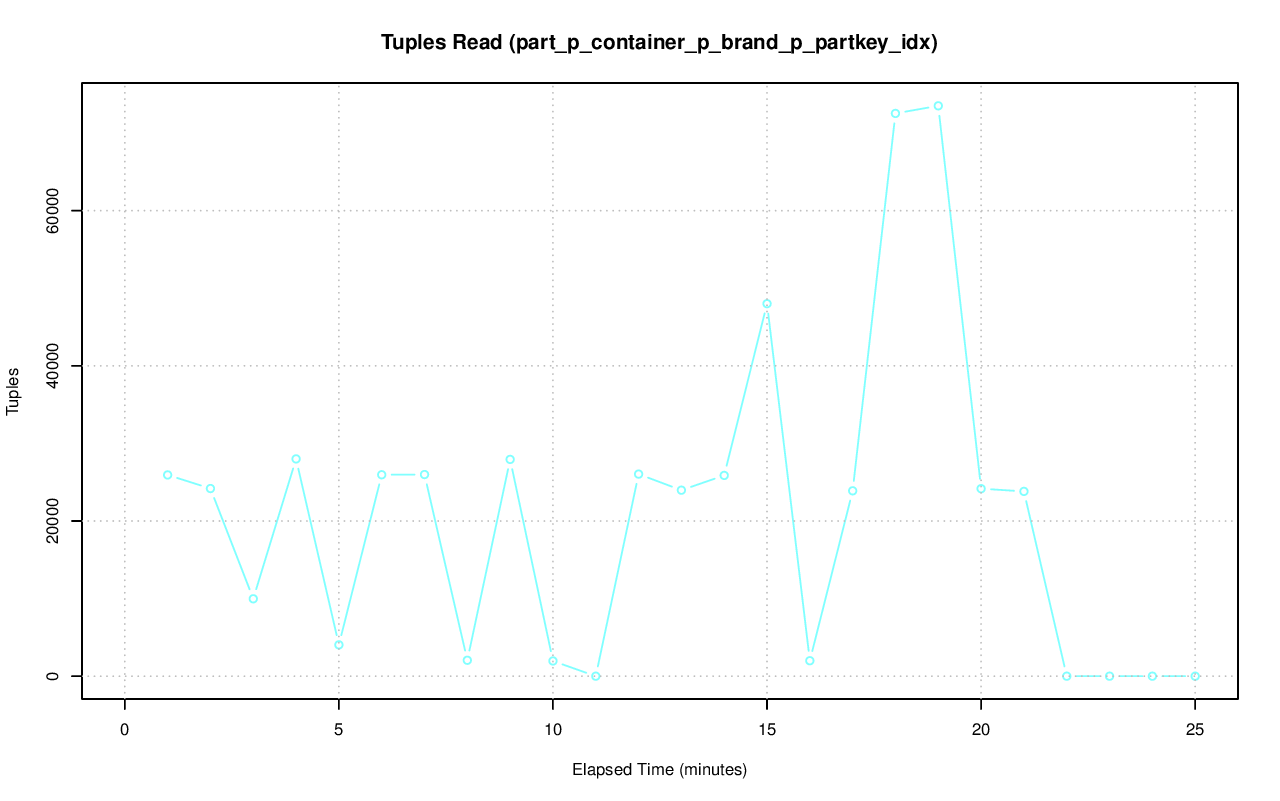 Tuples Read (part_p_container_p_brand_p_partkey_idx)
Tuples
60000
40000
20000
0
0 5 10 15 20 25
Elapsed Time (minutes)